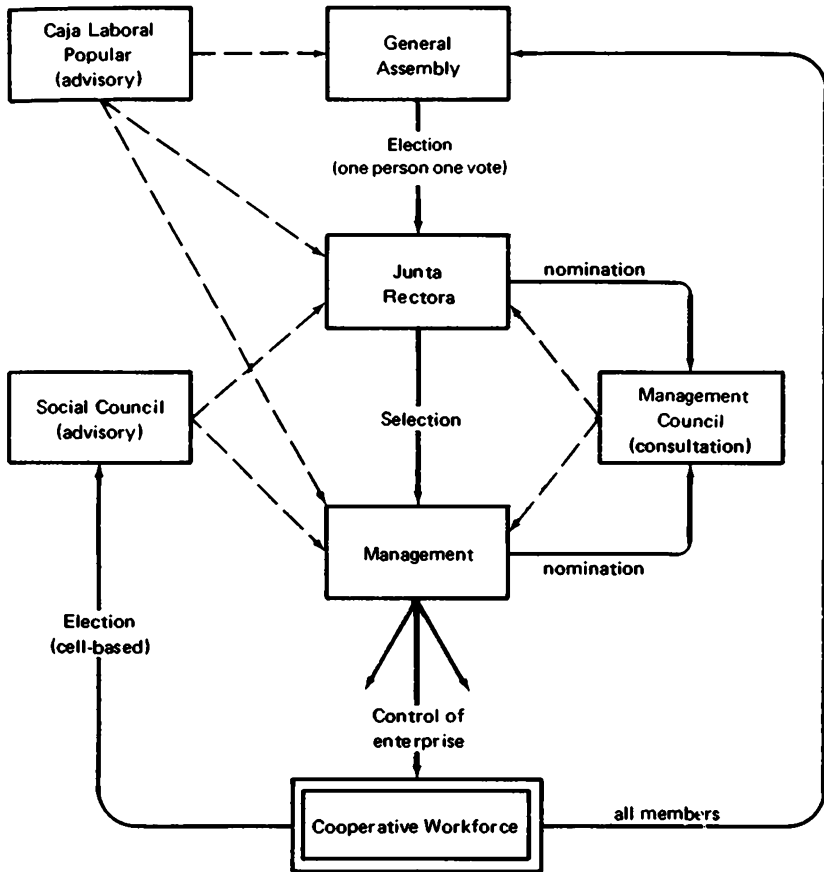 Caja Laboral
Popular
(advisory)
General
Assembly
Election
(one person one vote)
Junta
Rectora
nomination
Social Council
(advisory)
Selection
Management
Council
(consultation)
Management
nomination
Election
(cell-based)
Control of
enterprise
Cooperative Workforce
all members